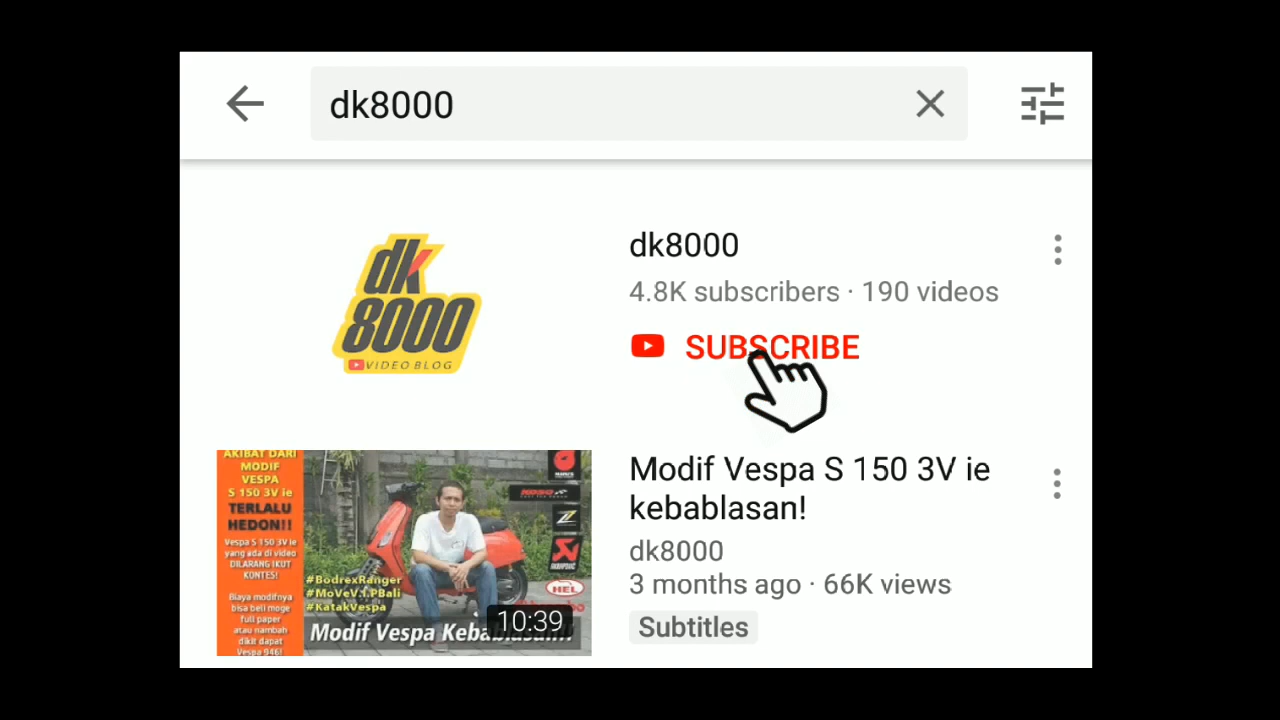 dk8000
dk
8000
VIDEO BLOG
dk8000
4.8K subscribers · 190 videos
SUBSCRIBE
AKIBAT DARI
MODIF
VESPA
S 150 3V ie
TERLALU
HEDON!!
Vespa S 150 3V ie
yang ada di video
DILARANG IKUT
KONTES!
Biaya modifnya
bisa beli moge
full paper
atau nambah
dikit dapat
Vespa 946!
#BodrexRanger
#MoVeV.I.PBali
#KatakVespa
HEL
10:39
Modif Vespa S 150 3V ie
kebablasan!
dk8000
3 months ago · 66K views
Subtitles